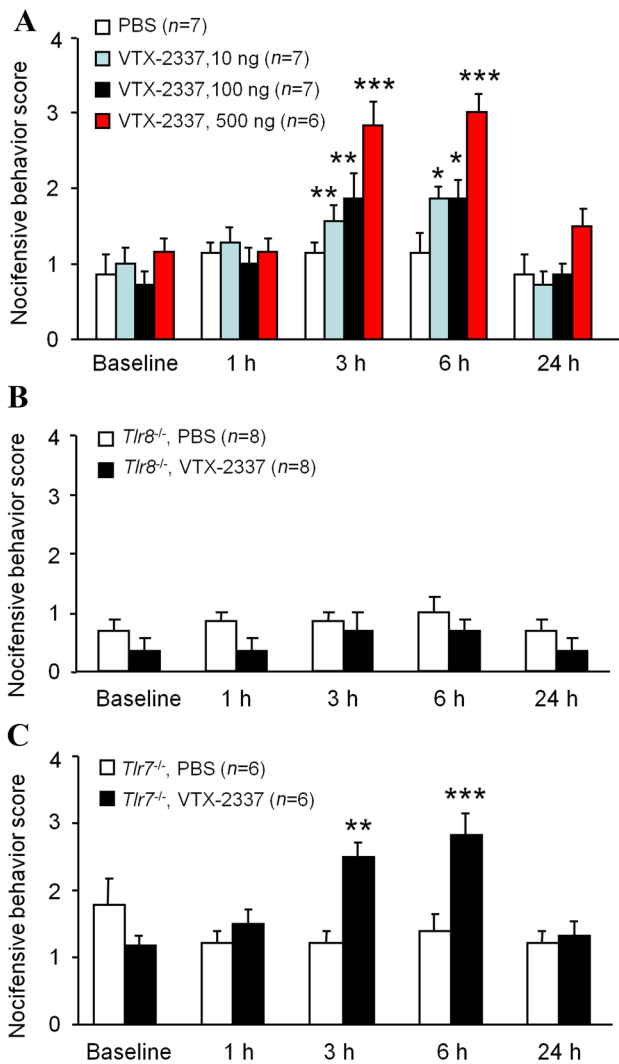 A
PBS (n=7)
VTX-2337,10 ng (n=7)
VTX-2337,100 ng (n=7)
VTX-2337, 500 ng (n=6)
Nocifensive behavior score
4
3
2
1
0
** ** ***
* * ***
Baseline 1 h 3 h 6 h 24 h
B
Tlr8-/-, PBS (n=8)
Tlr8-/-, VTX-2337 (n=8)
Nocifensive behavior score
4
3
2
1
0
Baseline 1 h 3 h 6 h 24 h
C
Tlr7-/-, PBS (n=6)
Tlr7-/-, VTX-2337 (n=6)
Nocifensive behavior score
4
3
2
1
0
** ***
Baseline 1 h 3 h 6 h 24 h